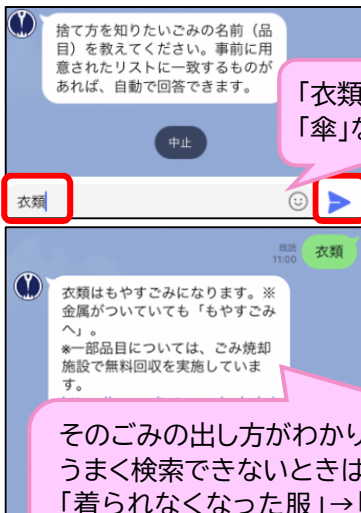 捨て方を知りたいごみの名前（品
目）を教えてください。事前に用
意されたリストに一致するものが
あれば、自動で回答できます。
中止
「衣類
「傘」な
衣類
既読
11:00
衣類
衣類はもやすごみになります。※
金属がついていても「もやすごみ
へ」。
※一部品目については、ごみ焼却
施設で無料回収を実施していま
す。
そのごみの出し方がわかり
うまく検索できないときは
「着られなくなった服」→